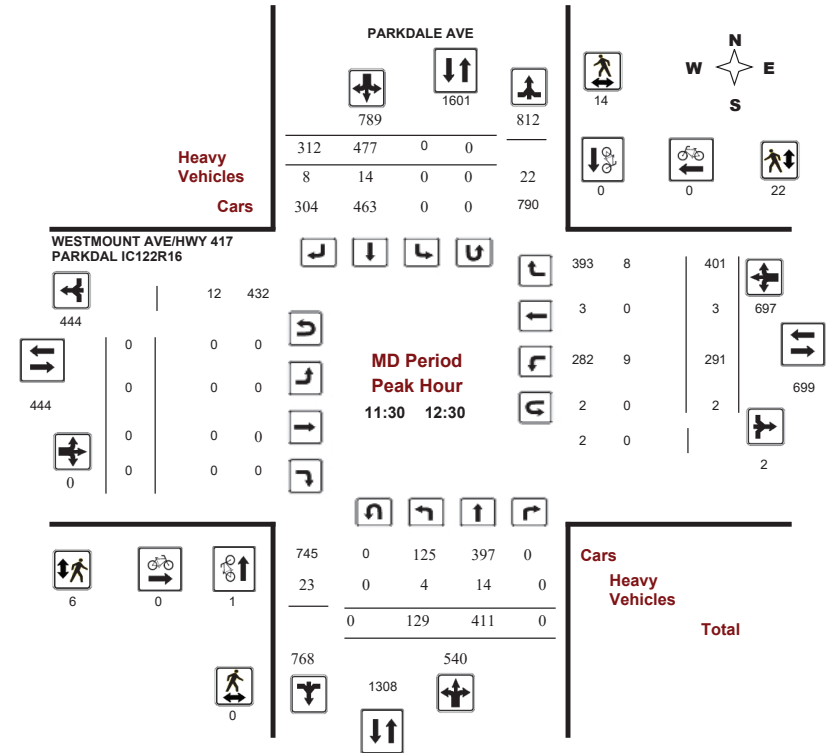 PARKDALE AVE
N
W E
S
1601
14
789 812
312 477 0 0
Heavy
Vehicles
8 14 0 0 22
0 0 22
Cars 304 463 0 0 790
WESTMOUNT AVE/HWY 417
PARKDAL IC122R16
393 8 401
12 432
444
3 0 3 697
0 0 0
MD Period
282 9 291
Peak Hour
0 0 0
699
444
11:30 12:30
2 0 2
0 0 0
2 0
0 0 0 0
2
745 0 125 397 0 Cars
23 0 4 14 0 Heavy
Vehicles
6 0 1
0 129 411 0 Total
768 540
1308
0